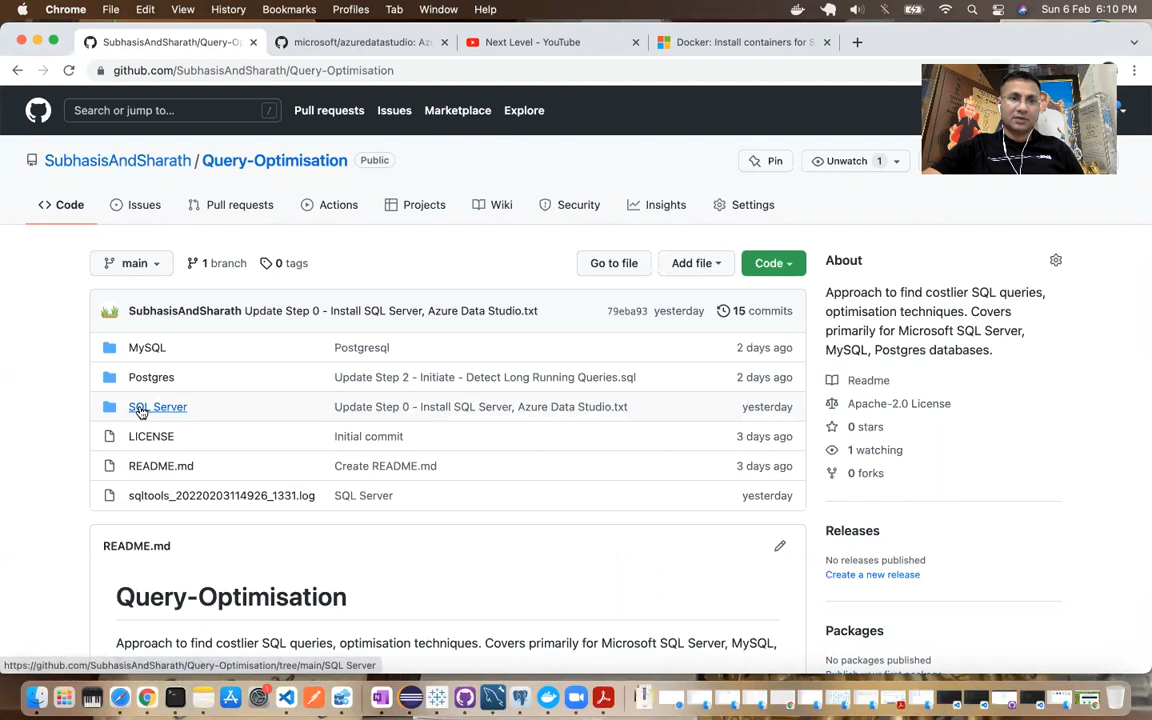 Chrome File Edit View History Bookmarks Profiles Tab Window Help Sun 6 Feb 6:10 PM
SubhasisAndSharath/Query-O microsoft/azuredatastudio: Az Next Level - YouTube Docker: Install containers for S
github.com/SubhasisAndSharath/Query-Optimisation
Search or jump to... / Pull requests Issues Marketplace Explore
SubhasisAndSharath / Query-Optimisation Public Pin Unwatch 1
Code Issues Pull requests Actions Projects Wiki Security Insights Settings
main 1 branch 0 tags Go to file Add file Code About
SubhasisAndSharath Update Step 0 - Install SQL Server, Azure Data Studio.txt 79eba93 yesterday 15 commits
MySQL Postgresql 2 days ago
Postgres Update Step 2 - Initiate - Detect Long Running Queries.sql 2 days ago
SQL Server Update Step 0 - Install SQL Server, Azure Data Studio.txt yesterday
LICENSE Initial commit 3 days ago
README.md Create README.md 3 days ago
sqltools_20220203114926_1331.log SQL Server yesterday
Approach to find costlier SQL queries,
optimisation techniques. Covers
primarily for Microsoft SQL Server,
MySQL, Postgres databases.
Readme
Apache-2.0 License
0 stars
1 watching
0 forks
README.md
Query-Optimisation
Approach to find costlier SQL queries, optimisation techniques. Covers primarily for Microsoft SQL Server, MySQL,
Releases
No releases published
Create a new release
Packages
No packages published
Publish your first package
https://github.com/SubhasisAndSharath/Query-Optimisation/tree/main/SQL Server